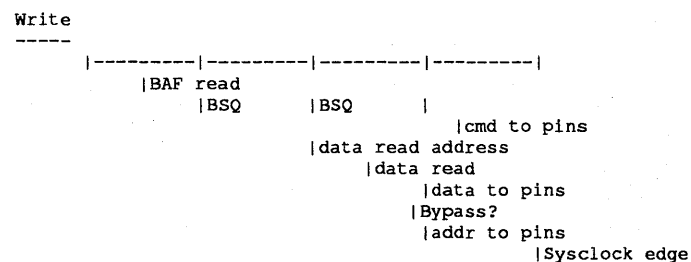 Write
-----
|---------|---------|---------|---------|
|BAF read
|BSQ |BSQ |
|cmd to pins
|data read address
|data read
|data to pins
|Bypass?
|addr to pins
|Sysclock edge